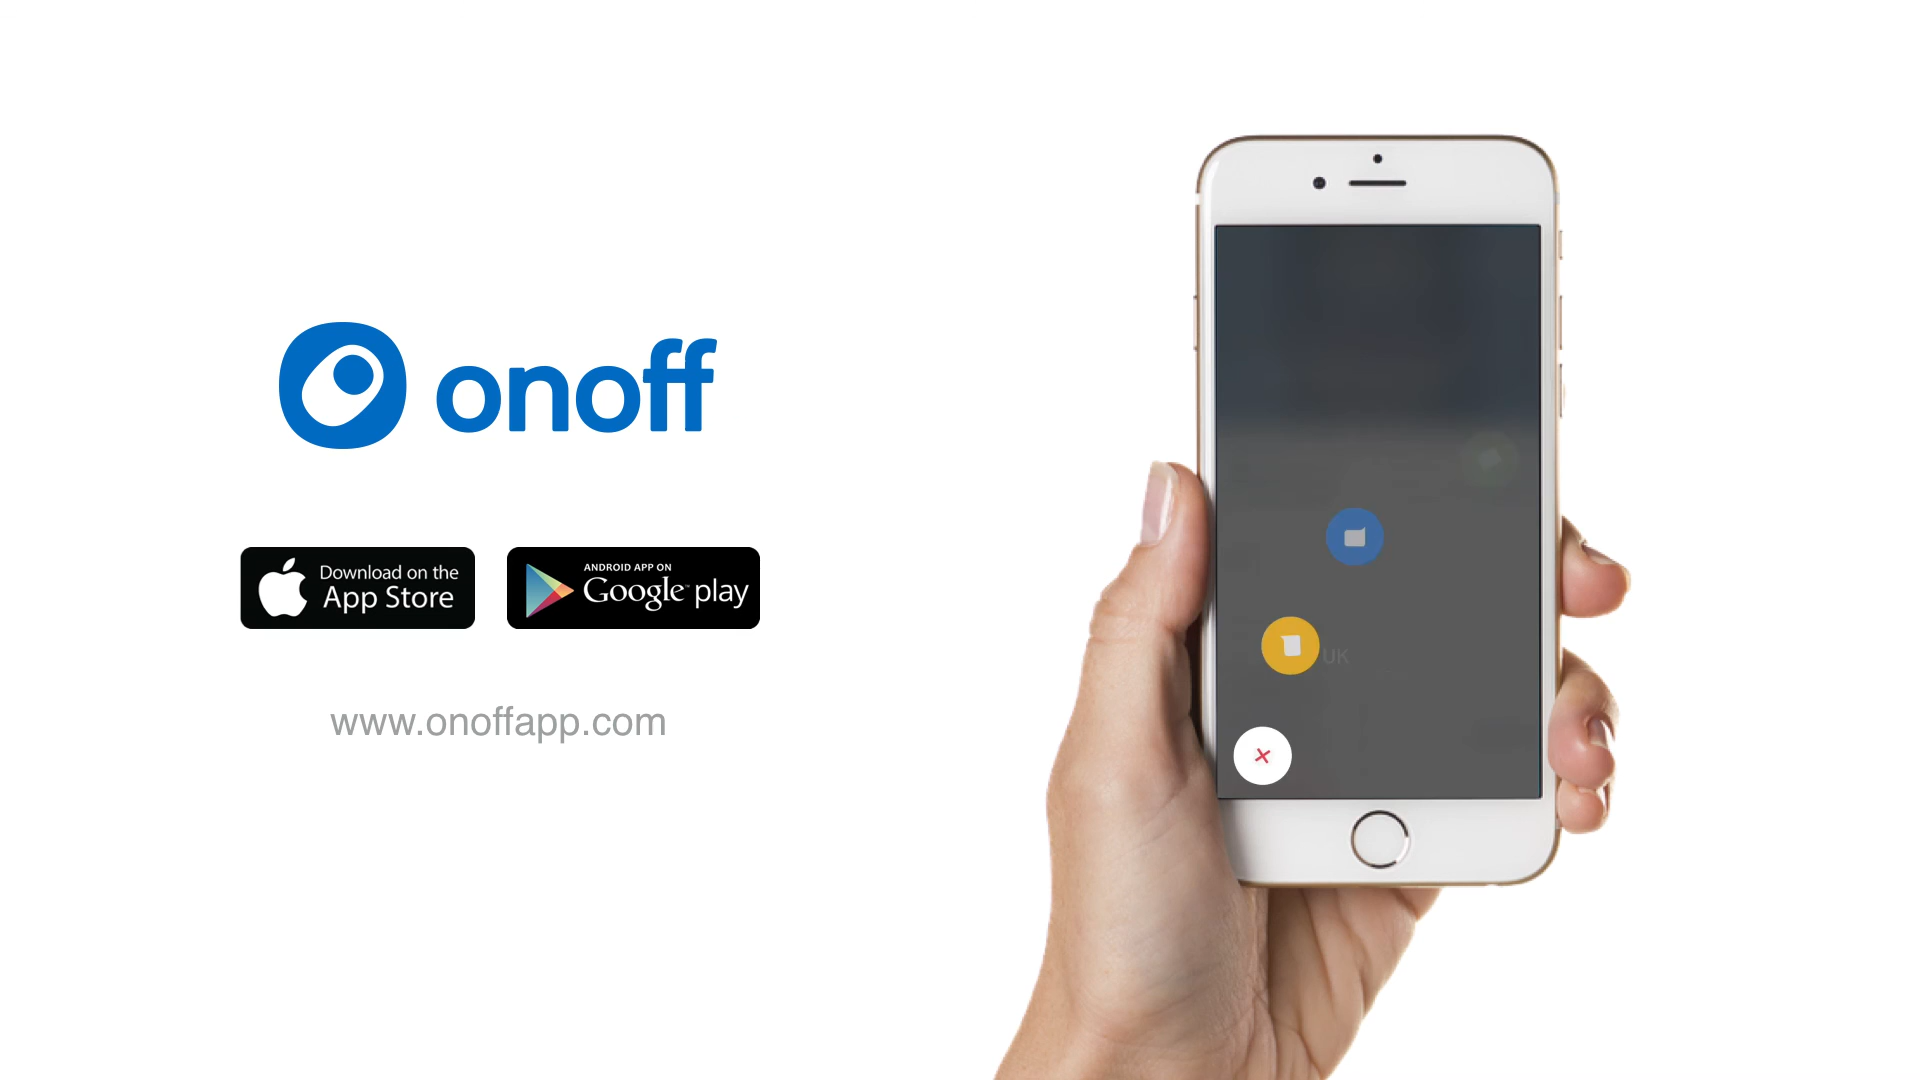 onoff
Download on the
App Store
ANDROID APP ON
Google play
www.onoffapp.com
UK